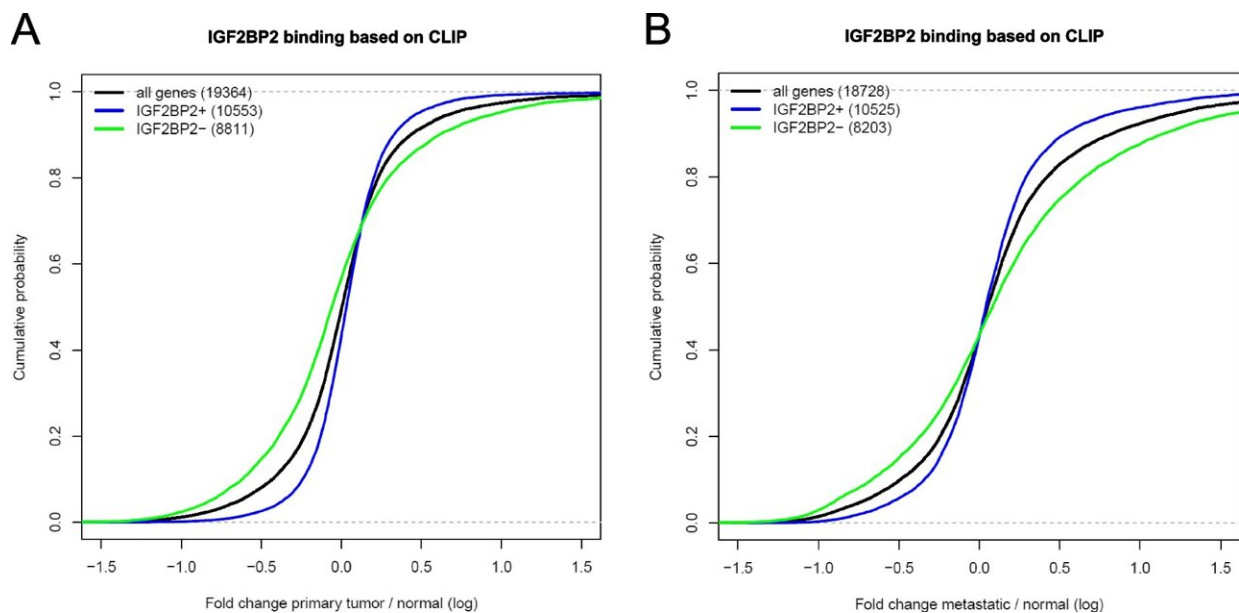 A
IGF2BP2 binding based on CLIP
all genes (19364)
IGF2BP2+ (10553)
IGF2BP2− (8811)
Cumulative probability
1.0
0.8
0.6
0.4
0.2
0.0
−1.5 −1.0 −0.5 0.0 0.5 1.0 1.5
Fold change primary tumor / normal (log)
B
IGF2BP2 binding based on CLIP
all genes (18728)
IGF2BP2+ (10525)
IGF2BP2− (8203)
Cumulative probability
1.0
0.8
0.6
0.4
0.2
0.0
−1.5 −1.0 −0.5 0.0 0.5 1.0 1.5
Fold change metastatic / normal (log)